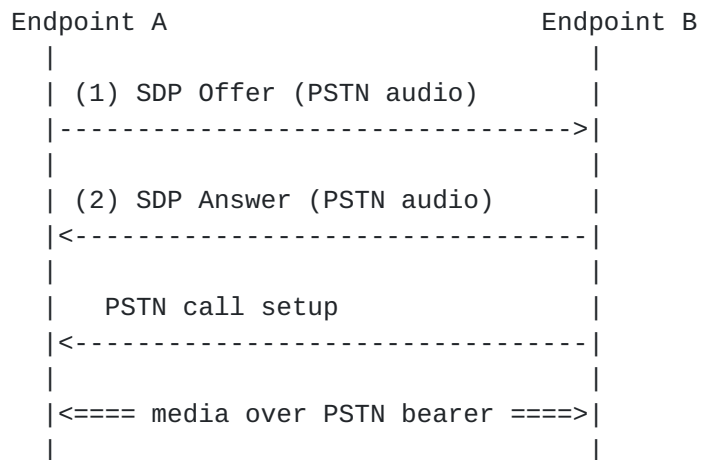 Endpoint A Endpoint B
(1) SDP Offer (PSTN audio)
(2) SDP Answer (PSTN audio)
PSTN call setup
<==== media over PSTN bearer ====>